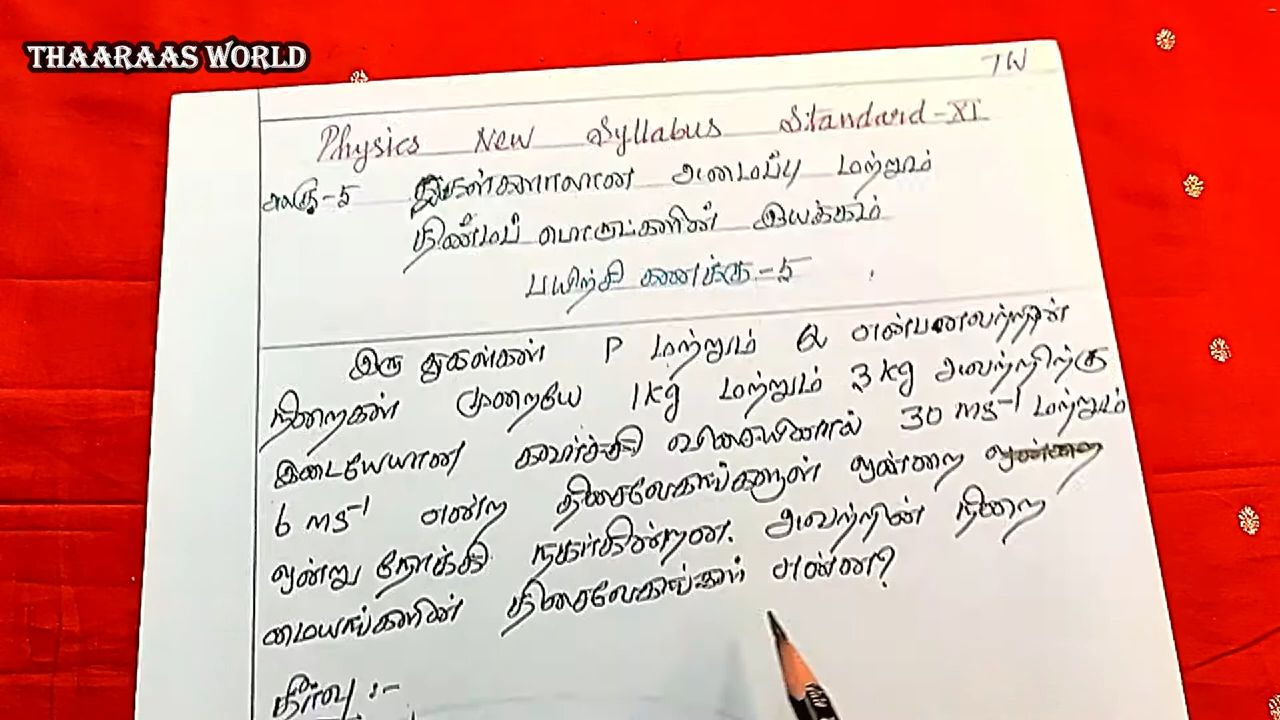 THAARAAS WORLD
TW
Physics New Syllabus Standard-XI
அலகு-5 துகள்களாலான அமைப்பு மற்றும்
திண்மப் பொருட்களின் இயக்கம்
பயிற்சி கணக்கு-5
இரு துகள்கள் P மற்றும் Q என்பனவற்றின்
நிறைகள் முறையே 1kg மற்றும் 3kg அவற்றிற்கு
இடையேயான கவர்ச்சி விசையினால் 30 ms⁻¹ மற்றும்
6 ms⁻¹ என்ற திசைவேகங்களுள் ஒன்றை
ஒன்று நோக்கி நகர்கின்றன. அவற்றின் நிறை
மையங்களின் திசைவேகங்கள் என்ன?
தீர்வு :-